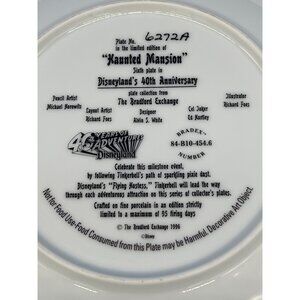 Plate No. 6272A
in the limited edition of
"Haunted Mansion"
Sixth plate in
Disneyland's 40th Anniversary
plate collection from
The Bradford Exchange
Pencil Artist
Michael Horowitz
Layout Artist
Richard Foes
Designer
Alvin S. White
Cel Inker
Ed Hartley
Illustrator
Richard Foes
40 YEARS OF ADVENTURES
Disneyland
BRADEX-
84-B10-454.6
NUMBER
Celebrate this milestone event,
by following Tinkerbell's path of sparkling pixie dust.
Disneyland's "Flying Hostess," Tinkerbell will lead the way
through each adventurous attraction on this series of collector's plates.
Crafted on fine porcelain in an edition strictly
limited to a maximum of 95 firing days
© The Bradford Exchange 1996
©Disney
Not for Food Use-Food Consumed from this Plate may be Harmful. Decorative Art Object